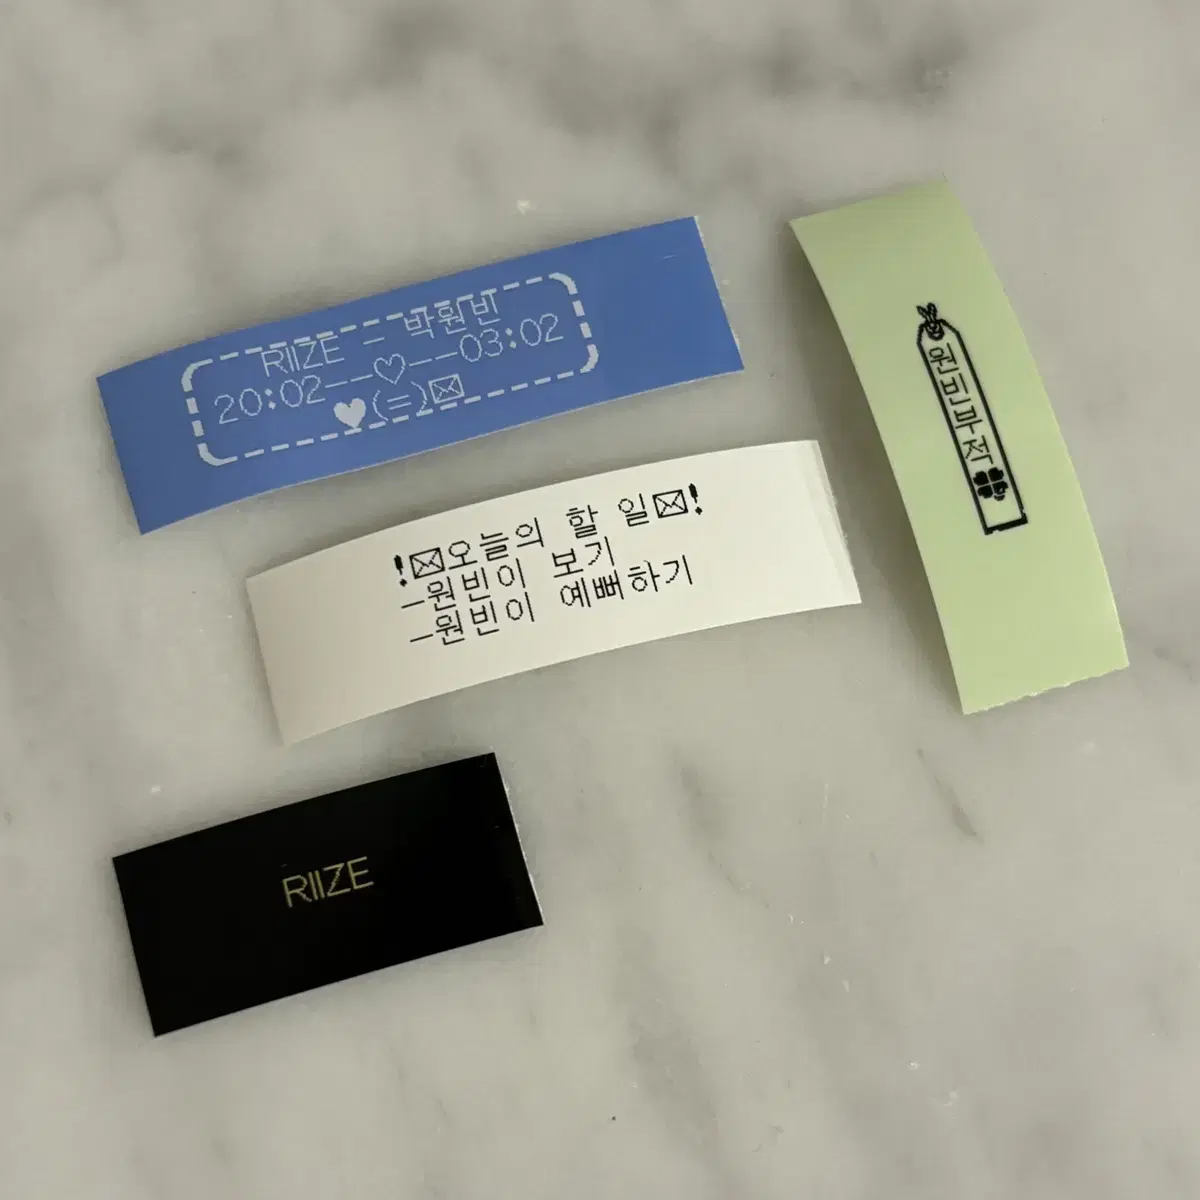 RIIZE - 박원빈
20:02--♡--03:02
♥(=)✉
!✉오늘의 할 일✉!
-원빈이 보기
-원빈이 예뻐하기
원빈부적
RIIZE